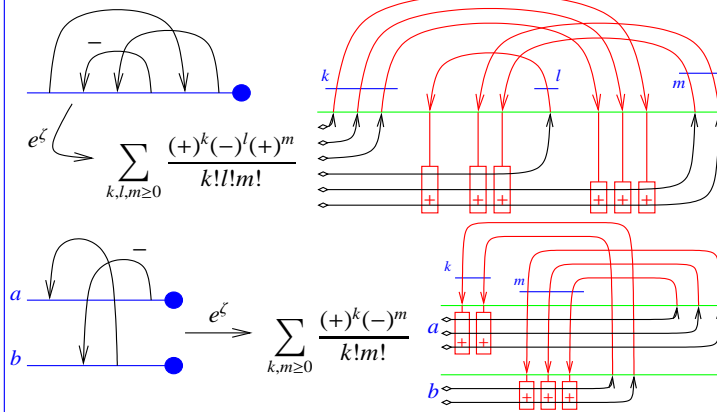 −
k
l
m
e^ζ
∑_{k,l,m≥0} (+)^k(−)^l(+)^m / k!l!m!
+ + + + + +
−
k
m
a
b
e^ζ
∑_{k,m≥0} (+)^k(−)^m / k!m!
a
+ +
b
+ + +